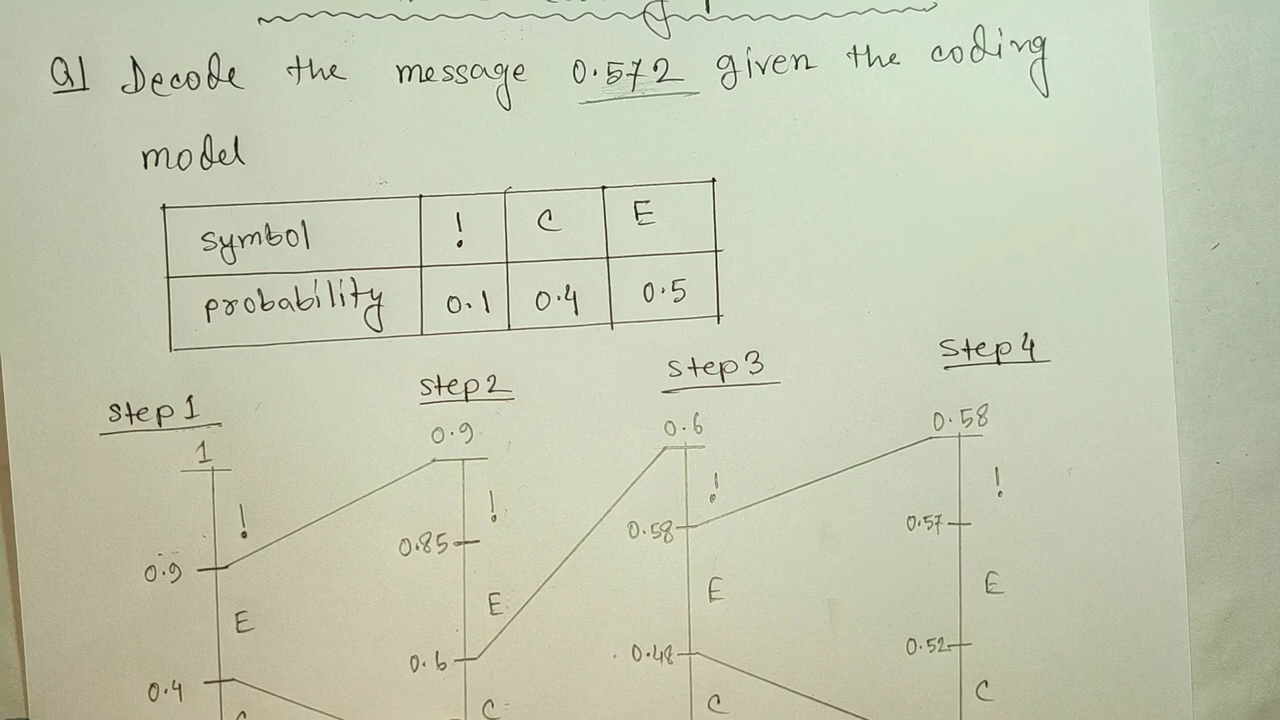 Q1 Decode the message 0.572 given the coding
model
symbol ! C E
probability 0.1 0.4 0.5
Step 1 Step 2 Step 3 Step 4
1 0.9 0.6 0.58
! ! ! !
0.9 0.85 0.58 0.57
E E E E
0.4 0.6 0.48 0.52
C C C C